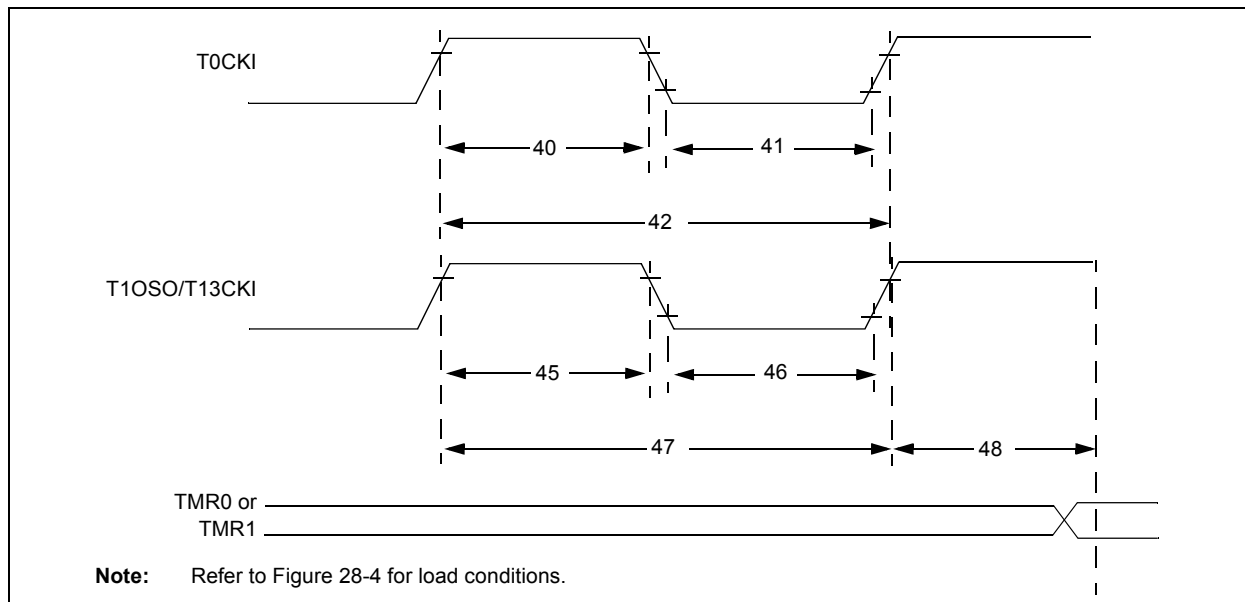 T0CKI
40
41
42
T1OSO/T13CKI
45
46
47
48
TMR0 or
TMR1
Note: Refer to Figure 28-4 for load conditions.